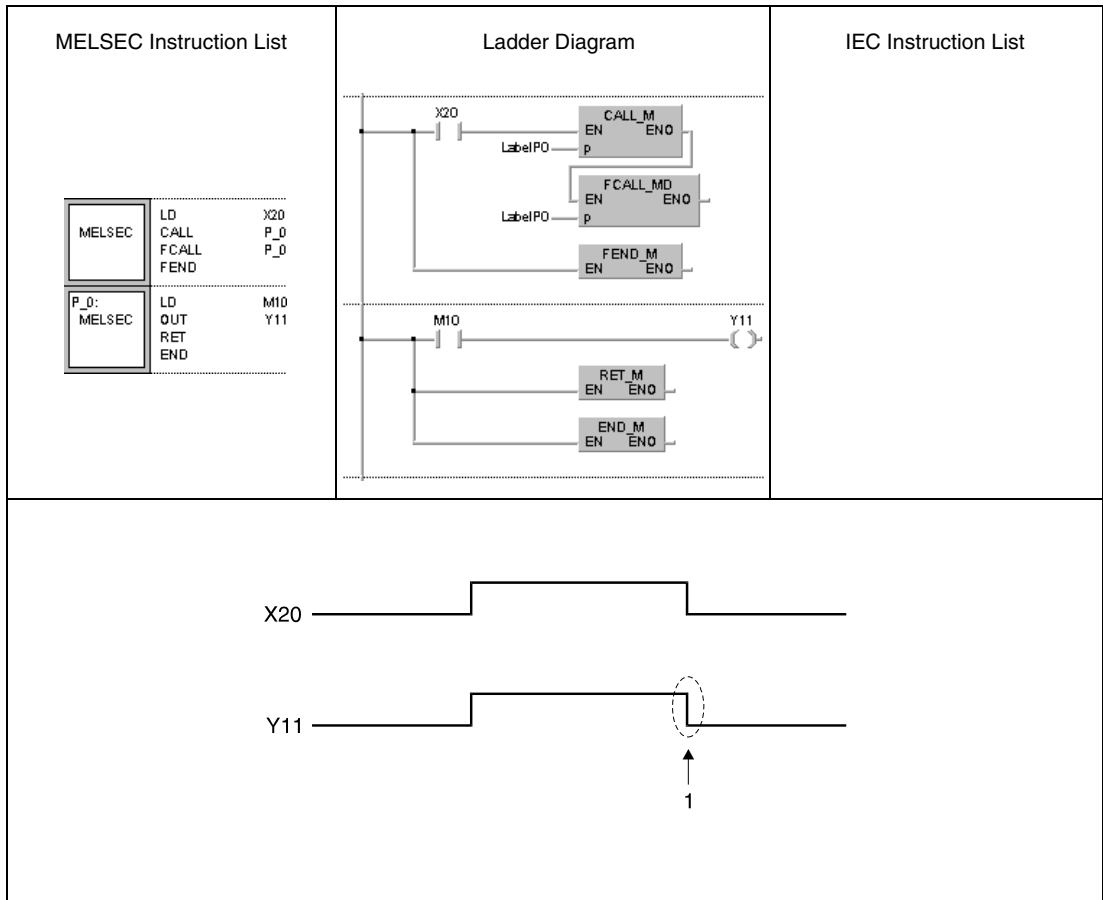 MELSEC Instruction List
Ladder Diagram
IEC Instruction List
MELSEC
LD X20
CALL P_0
FCALL P_0
FEND
P_0:
MELSEC
LD M10
OUT Y11
RET
END
X20
CALL_M
EN ENO
LabelP0 p
FCALL_MD
EN ENO
LabelP0 p
FEND_M
EN ENO
M10 Y11
RET_M
EN ENO
END_M
EN ENO
X20
Y11
1